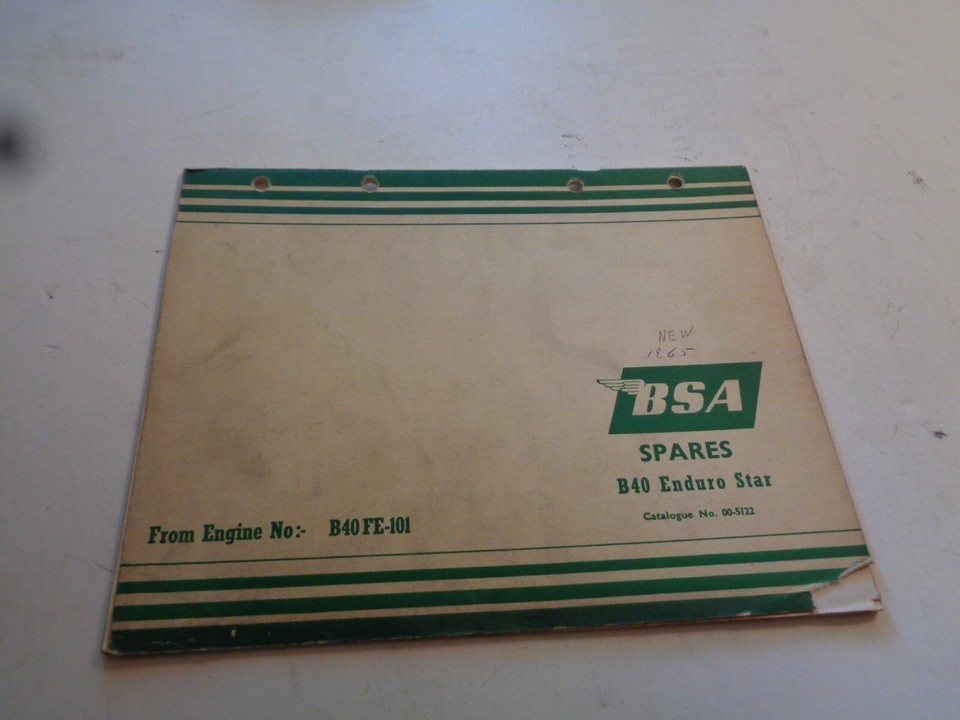 NEW
1965
BSA
SPARES
B40 Enduro Star
Catalogue No. 00-5122
From Engine No:- B40 FE-101